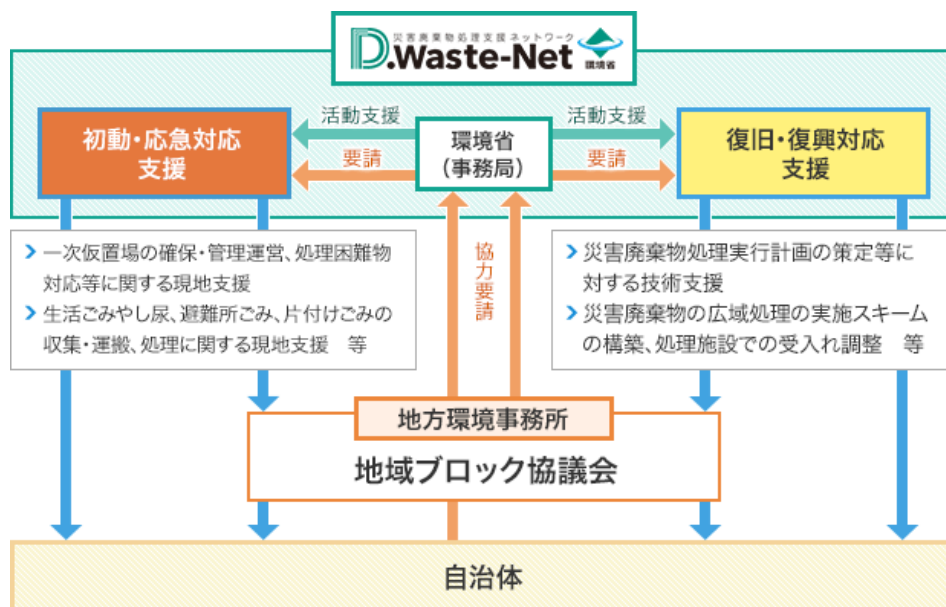 災害廃棄物処理支援ネットワーク
D.Waste-Net
環境省
初動・応急対応
支援
活動支援
要請
環境省
(事務局)
活動支援
要請
復旧・復興対応
支援
一次仮置場の確保・管理運営、処理困難物
対応等に関する現地支援
生活ごみやし尿、避難所ごみ、片付けごみの
収集・運搬、処理に関する現地支援 等
協力要請
災害廃棄物処理実行計画の策定等に
対する技術支援
災害廃棄物の広域処理の実施スキーム
の構築、処理施設での受入れ調整 等
地方環境事務所
地域ブロック協議会
自治体